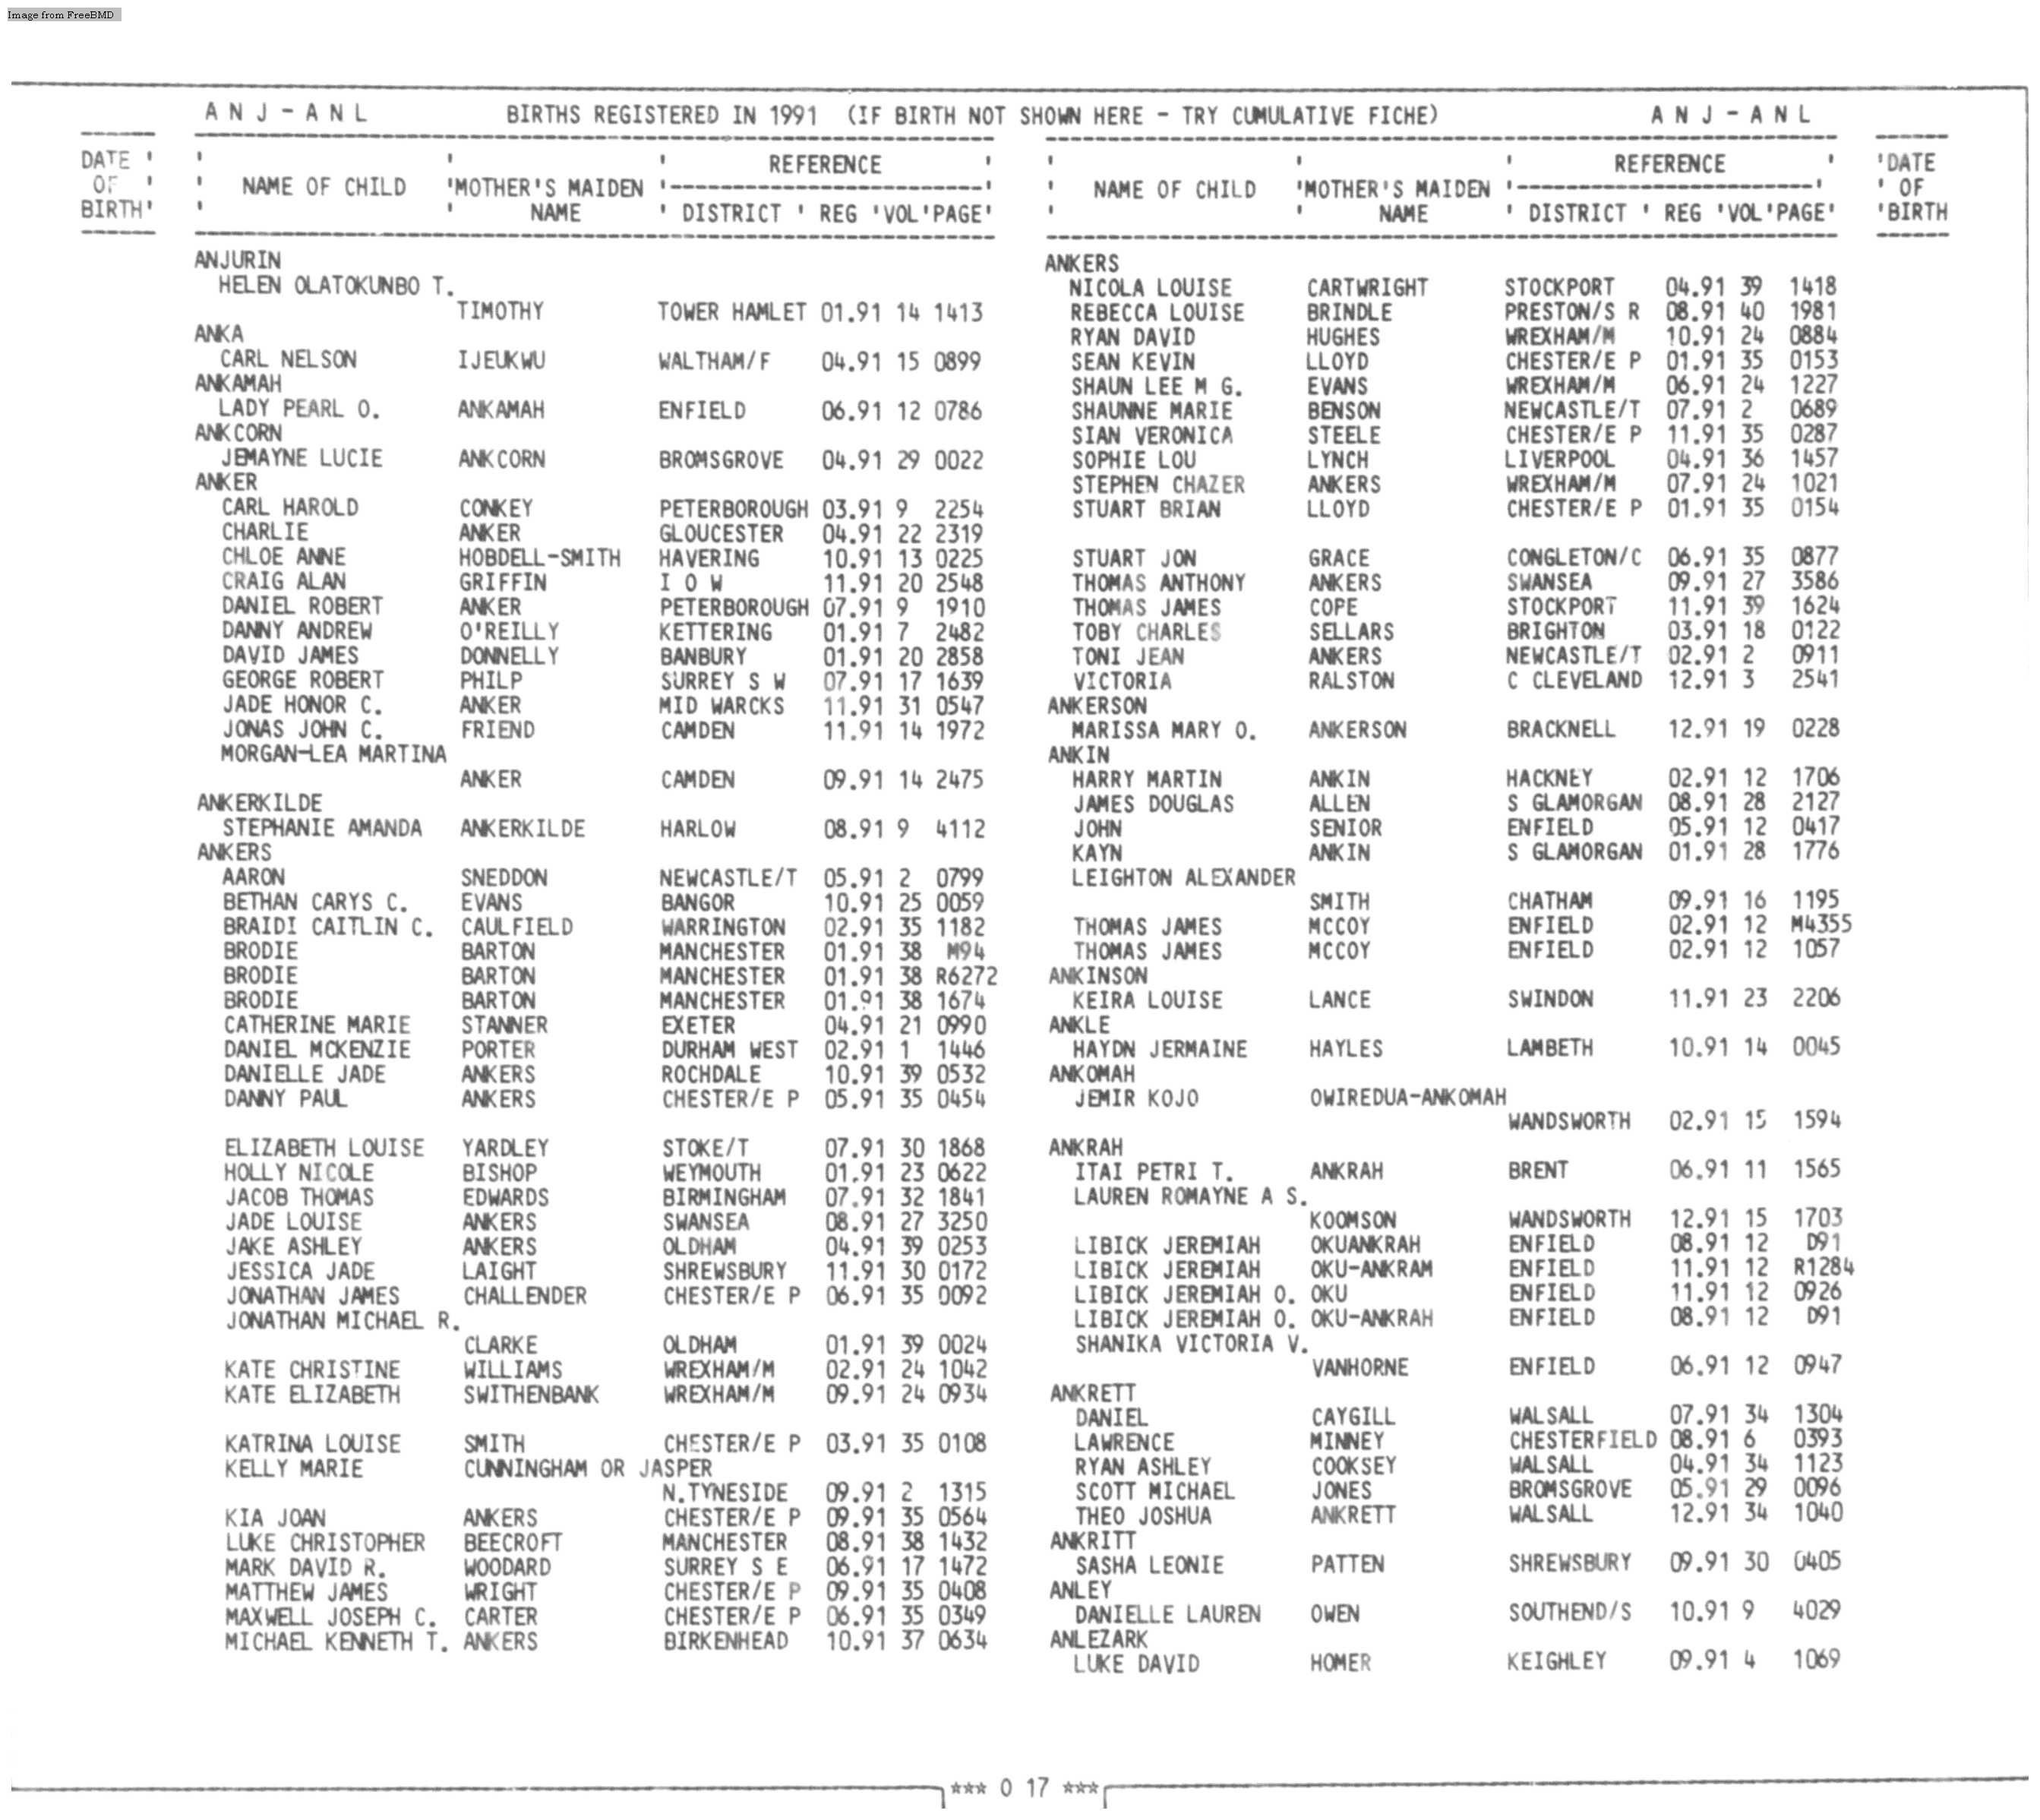 Image from FreeBMD
A N J - A N L BIRTHS REGISTERED IN 1991 (IF BIRTH NOT SHOWN HERE - TRY CUMULATIVE FICHE) A N J - A N L
DATE OF BIRTH
NAME OF CHILD MOTHER'S MAIDEN NAME REFERENCE DISTRICT REG VOL PAGE
ANJURIN
HELEN OLATOKUNBO T.
TIMOTHY TOWER HAMLET 01.91 14 1413
ANKA
CARL NELSON IJEUKWU WALTHAM/F 04.91 15 0899
ANKAMAH
LADY PEARL O. ANKAMAH ENFIELD 06.91 12 0786
ANKCORN
JEMAYNE LUCIE ANKCORN BROMSGROVE 04.91 29 0022
ANKER
CARL HAROLD CONKEY PETERBOROUGH 03.91 9 2254
CHARLIE ANKER GLOUCESTER 04.91 22 2319
CHLOE ANNE HOBDELL-SMITH HAVERING 10.91 13 0225
CRAIG ALAN GRIFFIN I O W 11.91 20 2548
DANIEL ROBERT ANKER PETERBOROUGH 07.91 9 1910
DANNY ANDREW O'REILLY KETTERING 01.91 7 2482
DAVID JAMES DONNELLY BANBURY 01.91 20 2858
GEORGE ROBERT PHILP SURREY S W 07.91 17 1639
JADE HONOR C. ANKER MID WARCKS 11.91 31 0547
JONAS JOHN C. FRIEND CAMDEN 11.91 14 1972
MORGAN-LEA MARTINA
ANKER CAMDEN 09.91 14 2475
ANKERKILDE
STEPHANIE AMANDA ANKERKILDE HARLOW 08.91 9 4112
ANKERS
AARON SNEDDON NEWCASTLE/T 05.91 2 0799
BETHAN CARYS C. EVANS BANGOR 10.91 25 0059
BRAIDI CAITLIN C. CAULFIELD WARRINGTON 02.91 35 1182
BRODIE BARTON MANCHESTER 01.91 38 M94
BRODIE BARTON MANCHESTER 01.91 38 R6272
BRODIE BARTON MANCHESTER 01.91 38 1674
CATHERINE MARIE STANNER EXETER 04.91 21 0990
DANIEL MCKENZIE PORTER DURHAM WEST 02.91 1 1446
DANIELLE JADE ANKERS ROCHDALE 10.91 39 0532
DANNY PAUL ANKERS CHESTER/E P 05.91 35 0454
ELIZABETH LOUISE YARDLEY STOKE/T 07.91 30 1868
HOLLY NICOLE BISHOP WEYMOUTH 01.91 23 0622
JACOB THOMAS EDWARDS BIRMINGHAM 07.91 32 1841
JADE LOUISE ANKERS SWANSEA 08.91 27 3250
JAKE ASHLEY ANKERS OLDHAM 04.91 39 0253
JESSICA JADE LAIGHT SHREWSBURY 11.91 30 0172
JONATHAN JAMES CHALLENDER CHESTER/E P 06.91 35 0092
JONATHAN MICHAEL R.
CLARKE OLDHAM 01.91 39 0024
KATE CHRISTINE WILLIAMS WREXHAM/M 02.91 24 1042
KATE ELIZABETH SWITHENBANK WREXHAM/M 09.91 24 0934
KATRINA LOUISE SMITH CHESTER/E P 03.91 35 0108
KELLY MARIE CUNNINGHAM OR JASPER
N.TYNESIDE 09.91 2 1315
KIA JOAN ANKERS CHESTER/E P 09.91 35 0564
LUKE CHRISTOPHER BEECROFT MANCHESTER 08.91 38 1432
MARK DAVID R. WOODARD SURREY S E 06.91 17 1472
MATTHEW JAMES WRIGHT CHESTER/E P 09.91 35 0408
MAXWELL JOSEPH C. CARTER CHESTER/E P 06.91 35 0349
MICHAEL KENNETH T. ANKERS BIRKENHEAD 10.91 37 0634
NAME OF CHILD MOTHER'S MAIDEN NAME REFERENCE DISTRICT REG VOL PAGE
DATE OF BIRTH
ANKERS
NICOLA LOUISE CARTWRIGHT STOCKPORT 04.91 39 1418
REBECCA LOUISE BRINDLE PRESTON/S R 08.91 40 1981
RYAN DAVID HUGHES WREXHAM/M 10.91 24 0884
SEAN KEVIN LLOYD CHESTER/E P 01.91 35 0153
SHAUN LEE M G. EVANS WREXHAM/M 06.91 24 1227
SHAUNNE MARIE BENSON NEWCASTLE/T 07.91 2 0689
SIAN VERONICA STEELE CHESTER/E P 11.91 35 0287
SOPHIE LOU LYNCH LIVERPOOL 04.91 36 1457
STEPHEN CHAZER ANKERS WREXHAM/M 07.91 24 1021
STUART BRIAN LLOYD CHESTER/E P 01.91 35 0154
STUART JON GRACE CONGLETON/C 06.91 35 0877
THOMAS ANTHONY ANKERS SWANSEA 09.91 27 3586
THOMAS JAMES COPE STOCKPORT 11.91 39 1624
TOBY CHARLES SELLARS BRIGHTON 03.91 18 0122
TONI JEAN ANKERS NEWCASTLE/T 02.91 2 0911
VICTORIA RALSTON C CLEVELAND 12.91 3 2541
ANKERSON
MARISSA MARY O. ANKERSON BRACKNELL 12.91 19 0228
ANKIN
HARRY MARTIN ANKIN HACKNEY 02.91 12 1706
JAMES DOUGLAS ALLEN S GLAMORGAN 08.91 28 2127
JOHN SENIOR ENFIELD 05.91 12 0417
KAYN ANKIN S GLAMORGAN 01.91 28 1776
LEIGHTON ALEXANDER
SMITH CHATHAM 09.91 16 1195
THOMAS JAMES MCCOY ENFIELD 02.91 12 M4355
THOMAS JAMES MCCOY ENFIELD 02.91 12 1057
ANKINSON
KEIRA LOUISE LANCE SWINDON 11.91 23 2206
ANKLE
HAYDN JERMAINE HAYLES LAMBETH 10.91 14 0045
ANKOMAH
JEMIR KOJO OWIREDUA-ANKOMAH
WANDSWORTH 02.91 15 1594
ANKRAH
ITAI PETRI T. ANKRAH BRENT 06.91 11 1565
LAUREN ROMAYNE A S.
KOOMSON WANDSWORTH 12.91 15 1703
LIBICK JEREMIAH OKUANKRAH ENFIELD 08.91 12 D91
LIBICK JEREMIAH OKU-ANKRAM ENFIELD 11.91 12 R1284
LIBICK JEREMIAH O. OKU ENFIELD 11.91 12 0926
LIBICK JEREMIAH O. OKU-ANKRAH ENFIELD 08.91 12 D91
SHANIKA VICTORIA V.
VANHORNE ENFIELD 06.91 12 0947
ANKRETT
DANIEL CAYGILL WALSALL 07.91 34 1304
LAWRENCE MINNEY CHESTERFIELD 08.91 6 0393
RYAN ASHLEY COOKSEY WALSALL 04.91 34 1123
SCOTT MICHAEL JONES BROMSGROVE 05.91 29 0096
THEO JOSHUA ANKRETT WALSALL 12.91 34 1040
ANKRITT
SASHA LEONIE PATTEN SHREWSBURY 09.91 30 0405
ANLEY
DANIELLE LAUREN OWEN SOUTHEND/S 10.91 9 4029
ANLEZARK
LUKE DAVID HOMER KEIGHLEY 09.91 4 1069
*** O 17 ***